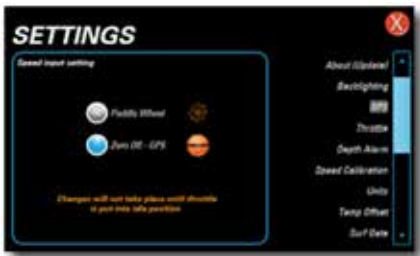 SETTINGS
Speed input setting
Paddle Wheel
Zero Off - GPS
Changes will not take place until throttle
is put into idle position
About (Update)
Backlighting
GPS
Throttle
Depth Alarm
Speed Calibration
Units
Temp Offset
Surf Gate